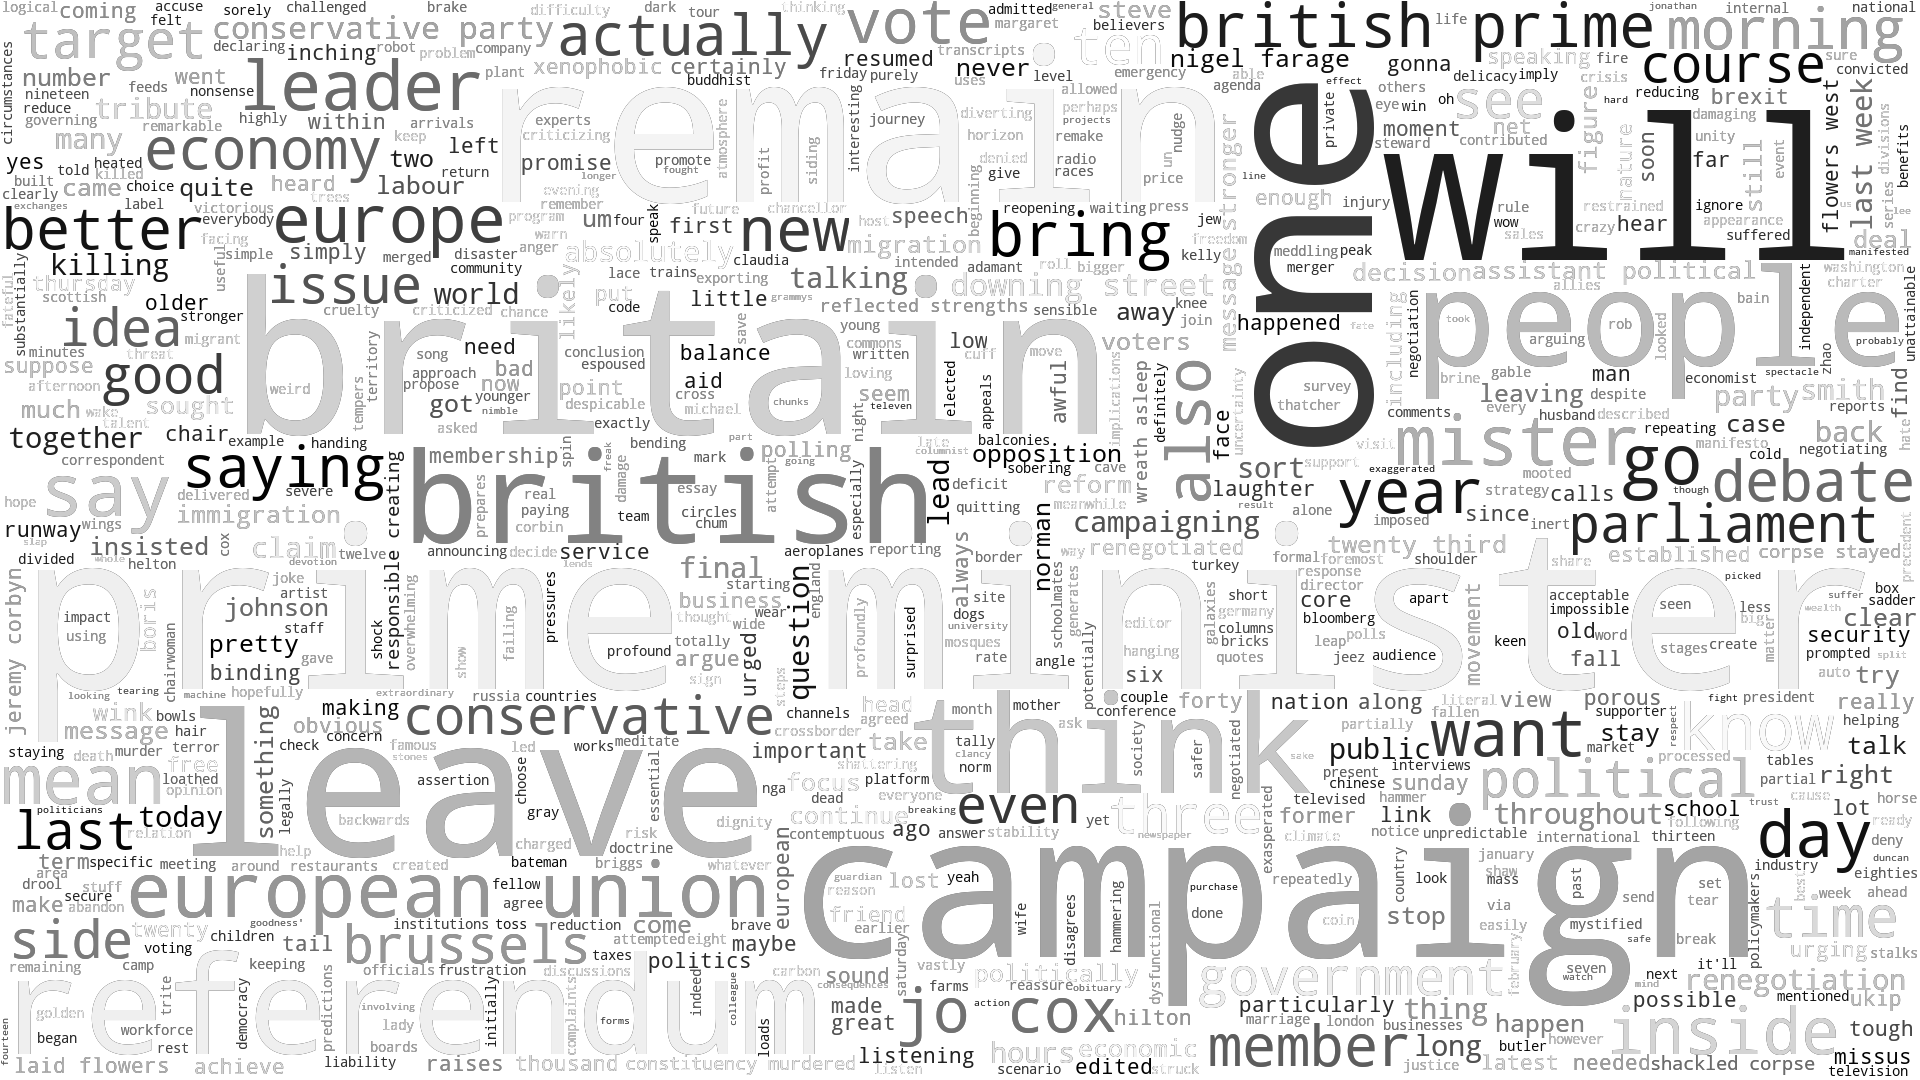 logical coming accuse sorely challenged brake dark tour difficulty thinking admitted general steve life jonathan internal national
felt conservative party actually vote margaret believers british prime morning
target declaring inching robot problem company transcripts ten
number went leader plant xenophobic certainly buddhist friday purely resumed never level emergency nigel farage gonna speaking fire course sure convicted
nineteen feeds nonsense uses allowed able agenda delicacy imply crisis
reduce tribute highly within arrivals experts remain journey diverting perhaps projects others eye win oh see hard reducing brexit
governing remarkable keep criticizing horizon remake moment net damaging
many economy left promise promote fought denied radio steward contributed unity
yes told heated killed two return longer give races line will far event
built came choice quite heard labour evening un price enough injury rule restrained ignore
clearly label trees remember future chancellor reopening waiting press jew wow crazy hear appearance us lee
exchanges victorious everybody europe program um four first new host speech bring freedom meddling peak sales suffered deal
better facing simple simply merged warn anger absolutely migration kelly merger manifested
killing disaster community lace trains claudia intended adamant roll bigger decision assistant political washington
thursday issue world exporting talking downing street allies charter
scottish older cruelty criticized chance put code little grammys reflected strengths sensible away knee join one bain
idea stronger migrant young low happened fate took people rob
minutes threat song need conclusion balance commons cuff move voters arguing looked probably
suppose approach bad espoused written man economist spectacle
good propose now point aid loving survey brine gable despite
afternoon younger cross seem thatcher leaving party smith
much wake sought nimble despicable michael chunks televen every reports
talent asked exactly comments husband described
together chair example handing bending part late balconies visit mister repeating case back
correspondent membership mark polling columnist opposition sort manifesto cold negotiating
saying britain going sobering cave support exaggerated mooted go debate
hope say delivered severe real essay deficit reform laughter year strategy calls though
immigration paying circles quitting meanwhile result alone since
runway wings corbin team chum campaigning imposed inert parliament
slap divided insisted claim twelve announcing decide service aeroplanes reporting border way renegotiated formal twenty third established corpse stayed
whole helton devotion lends british final turkey foremost shoulder share
joke starting response picked
impact artist business wear site director acceptable seen less box
using johnson staff thought wide dogs short core apart impossible wealth suffer sadder
prime minister university germany columns bloomberg word big clear
pretty profound totally mosques editor bricks leap polls keen old stages create security
gave argue rate hanging quotes jeez audience prompted split
binding sign angle six fall auto try
looking tearing machine hopefully extraordinary russia countries couple forty nation along literal view porous fight president really
wink bowls making conservative channels head month mother conference partially fallen supporter know helping
message hair obvious agreed ask
staying death murder terror concern famous works meditate crossborder tally public want stay talk
check stones led important take clancy think interviews market processed
mean free loathed leave assertion shattering norm sake present tables
opinion focus platform chinese sunday political partial right
politicians gray nga dead everyone even televised hammer trust cause horse
last today backwards dignity continue breaking yet three former link throughout school lot ready
relation charged risk contemptuous ago answer stability newspaper climate notice unpredictable international thirteen following day deny
term specific meeting around help restaurants created bateman doctrine briggs whatever january industry duncan
area guardian lost yeah repeatedly look shaw eighties
drool stuff european fellow union reason purchase mass set week ahead
make secure abandon agree friend done coin via send tear
twenty goodness' institutions toss reduction come brave earlier campaign stop easily mystified time
side voting children tail brussels attempted eight maybe safe break urging stalks
remaining camp keeping officials frustration discussions taxes politics carbon sound vastly politically government seven it'll
golden referendum involving consequences farms reassure obituary watch mind next renegotiation
lady forms made jo cox action particularly thing possible mentioned ukip
began workforce great hilton marriage london businesses happen inside tough
rest boards listening hours economic member long butler however
laid flowers achieve liability raises thousand constituency murdered listen scenario edited struck justice latest needed shackled corpse missus
television
circumstances
atmosphere
profit
siding
interesting
nudge
beginning
stronger
message
private
effect
figure
nature
soon
still
flowers west
last week
series
divisions
benefits
speak
useful
substantially
fateful
likely
save
territory
tempers
night
elected
appeals
awful
implications
wreath asleep
definitely
also
face
uncertainty
including
negotiation
independent
zhao
unattainable
find
hate
responsible creating
prepares
spin
freak
damage
attempt
especially
lead
always
norman
schoolmates
generates
cox
jeremy corbyn
boris
chairwoman
shock
overwhelming
show
falling
pressures
urged
question
england
steps
profoundly
surprised
potentially
galaxies
movement
matter
precedent
respect
something
legally
choose
essential
society
safer
negotiated
exasperated
european
wife
disagrees
hammering
country
past
policymakers
best
dysfunctional
february
saturday
trite
democracy
predictions
initially
complaints
indeed
colleague
loads
fourteen